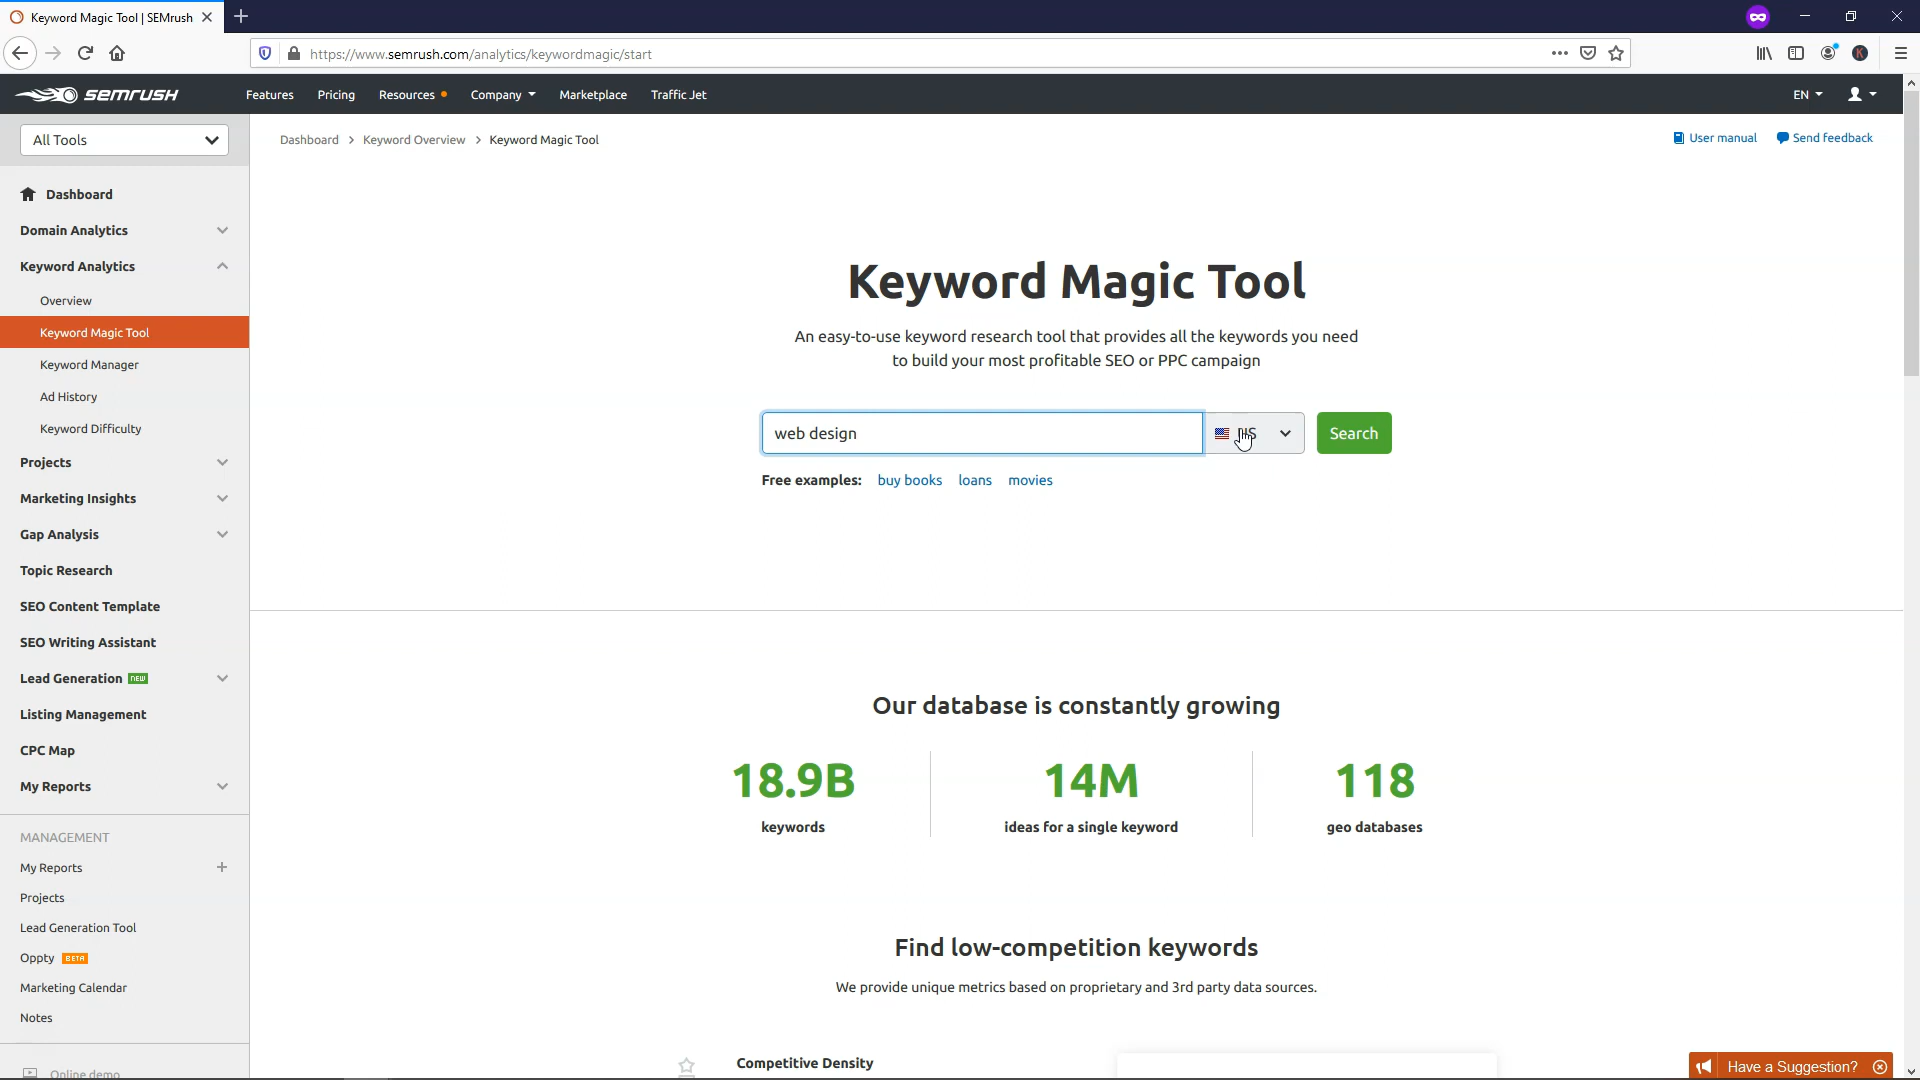 Keyword Magic Tool | SEMrush
https://www.semrush.com/analytics/keywordmagic/start
SEMRUSH
Features
Pricing
Resources
Company
Marketplace
Traffic Jet
EN
All Tools
Dashboard > Keyword Overview > Keyword Magic Tool
User manual
Send feedback
Dashboard
Domain Analytics
Keyword Analytics
Overview
Keyword Magic Tool
Keyword Manager
Ad History
Keyword Difficulty
Projects
Marketing Insights
Gap Analysis
Topic Research
SEO Content Template
SEO Writing Assistant
Lead Generation NEW
Listing Management
CPC Map
My Reports
MANAGEMENT
My Reports
Projects
Lead Generation Tool
Oppty BETA
Marketing Calendar
Notes
Online demo
Keyword Magic Tool
An easy-to-use keyword research tool that provides all the keywords you need
to build your most profitable SEO or PPC campaign
web design
US
Search
Free examples: buy books loans movies
Our database is constantly growing
18.9B
keywords
14M
ideas for a single keyword
118
geo databases
Find low-competition keywords
We provide unique metrics based on proprietary and 3rd party data sources.
Competitive Density
Have a Suggestion?